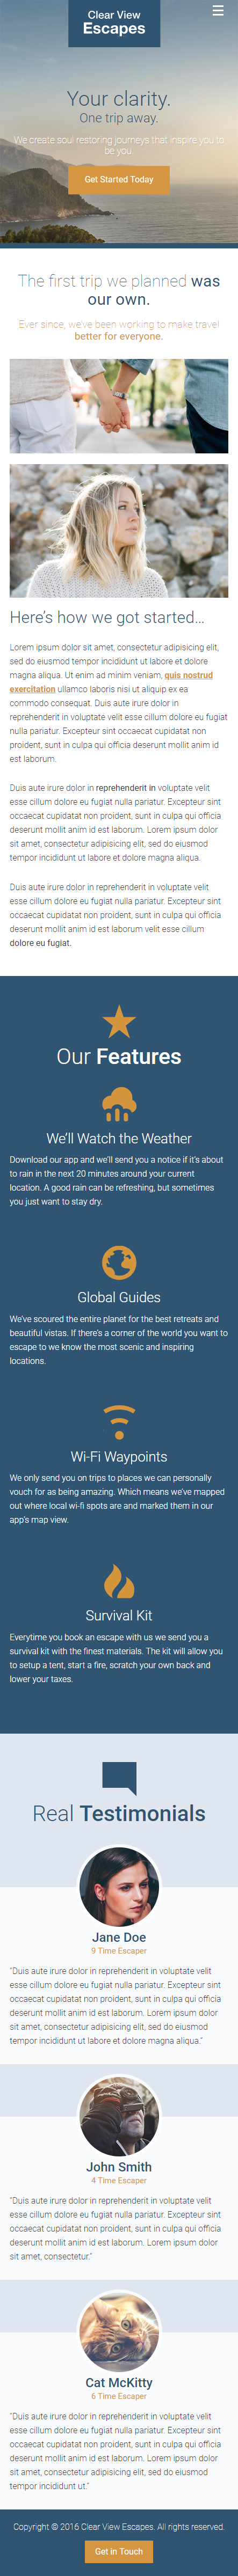 Clear View
Escapes
Your clarity.
One trip away.
We create soul restoring journeys that inspire you to
be you.
Get Started Today
The first trip we planned was
our own.
Ever since, we've been working to make travel
better for everyone.
Here's how we got started...
Lorem ipsum dolor sit amet, consectetur adipisicing elit,
sed do eiusmod tempor incididunt ut labore et dolore
magna aliqua. Ut enim ad minim veniam, quis nostrud
exercitation ullamco laboris nisi ut aliquip ex ea
commodo consequat. Duis aute irure dolor in
reprehenderit in voluptate velit esse cillum dolore eu fugiat
nulla pariatur. Excepteur sint occaecat cupidatat non
proident, sunt in culpa qui officia deserunt mollit anim id
est laborum.
Duis aute irure dolor in reprehenderit in voluptate velit
esse cillum dolore eu fugiat nulla pariatur. Excepteur sint
occaecat cupidatat non proident, sunt in culpa qui officia
deserunt mollit anim id est laborum. Lorem ipsum dolor
sit amet, consectetur adipisicing elit, sed do eiusmod
tempor incididunt ut labore et dolore magna aliqua.
Duis aute irure dolor in reprehenderit in voluptate velit
esse cillum dolore eu fugiat nulla pariatur. Excepteur sint
occaecat cupidatat non proident, sunt in culpa qui officia
deserunt mollit anim id est laborum velit esse cillum
dolore eu fugiat.
Our Features
We'll Watch the Weather
Download our app and we'll send you a notice if it's about
to rain in the next 20 minutes around your current
location. A good rain can be refreshing, but sometimes
you just want to stay dry.
Global Guides
We've scoured the entire planet for the best retreats and
beautiful vistas. If there's a corner of the world you want to
escape to we know the most scenic and inspiring
locations.
Wi-Fi Waypoints
We only send you on trips to places we can personally
vouch for as being amazing. Which means we've mapped
out where local wi-fi spots are and marked them in our
app's map view.
Survival Kit
Everytime you book an escape with us we send you a
survival kit with the finest materials. The kit will allow you
to setup a tent, start a fire, scratch your own back and
lower your taxes.
Real Testimonials
Jane Doe
9 Time Escaper
"Duis aute irure dolor in reprehenderit in voluptate velit
esse cillum dolore eu fugiat nulla pariatur. Excepteur sint
occaecat cupidatat non proident, sunt in culpa qui officia
deserunt mollit anim id est laborum. Lorem ipsum dolor
sit amet, consectetur adipisicing elit, sed do eiusmod
tempor incididunt ut labore et dolore magna aliqua."
John Smith
4 Time Escaper
"Duis aute irure dolor in reprehenderit in voluptate velit
esse cillum dolore eu fugiat nulla pariatur. Excepteur sint
occaecat cupidatat non proident, sunt in culpa qui officia
deserunt mollit anim id est laborum. Lorem ipsum dolor
sit amet, consectetur."
Cat McKitty
6 Time Escaper
"Duis aute irure dolor in reprehenderit in voluptate velit
esse cillum dolore eu fugiat nulla pariatur. Excepteur sint
occaecat cupidatat non proident, sunt in culpa qui officia
deserunt mollit anim id est laborum. Lorem ipsum dolor
sit amet, consectetur adipisicing elit, sed do eiusmod
tempor incididunt ut."
Copyright © 2016 Clear View Escapes. All rights reserved.
Get in Touch